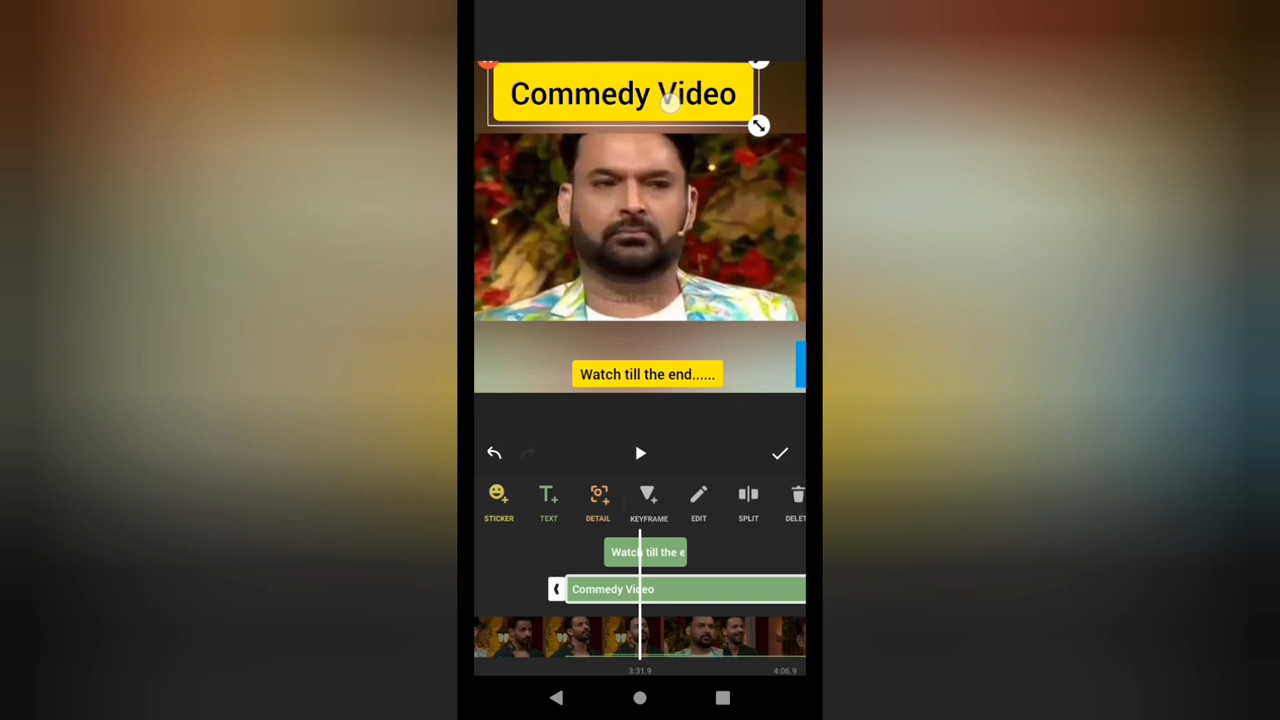 Commedy Video
Watch till the end......
STICKER
TEXT
DETAIL
KEYFRAME
EDIT
SPLIT
DELET
Watch till the e
Commedy Video
3:31.9
4:06.9